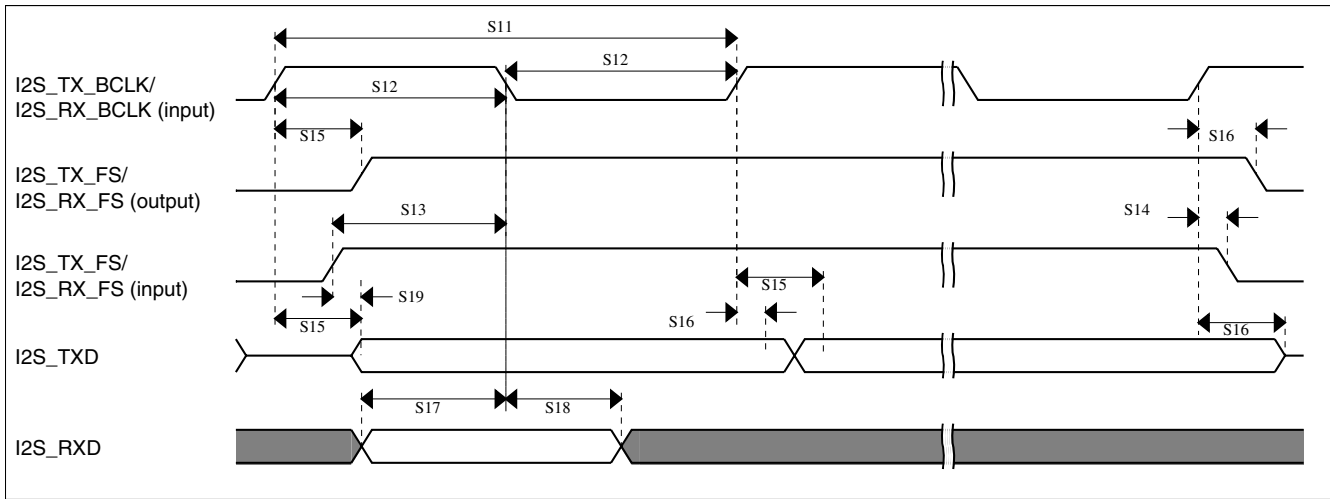 S11
I2S_TX_BCLK/
I2S_RX_BCLK (input)
S12
S12
S15
S16
I2S_TX_FS/
I2S_RX_FS (output)
S13
S14
I2S_TX_FS/
I2S_RX_FS (input)
S19
S15
S15
S16
S16
I2S_TXD
S17
S18
I2S_RXD